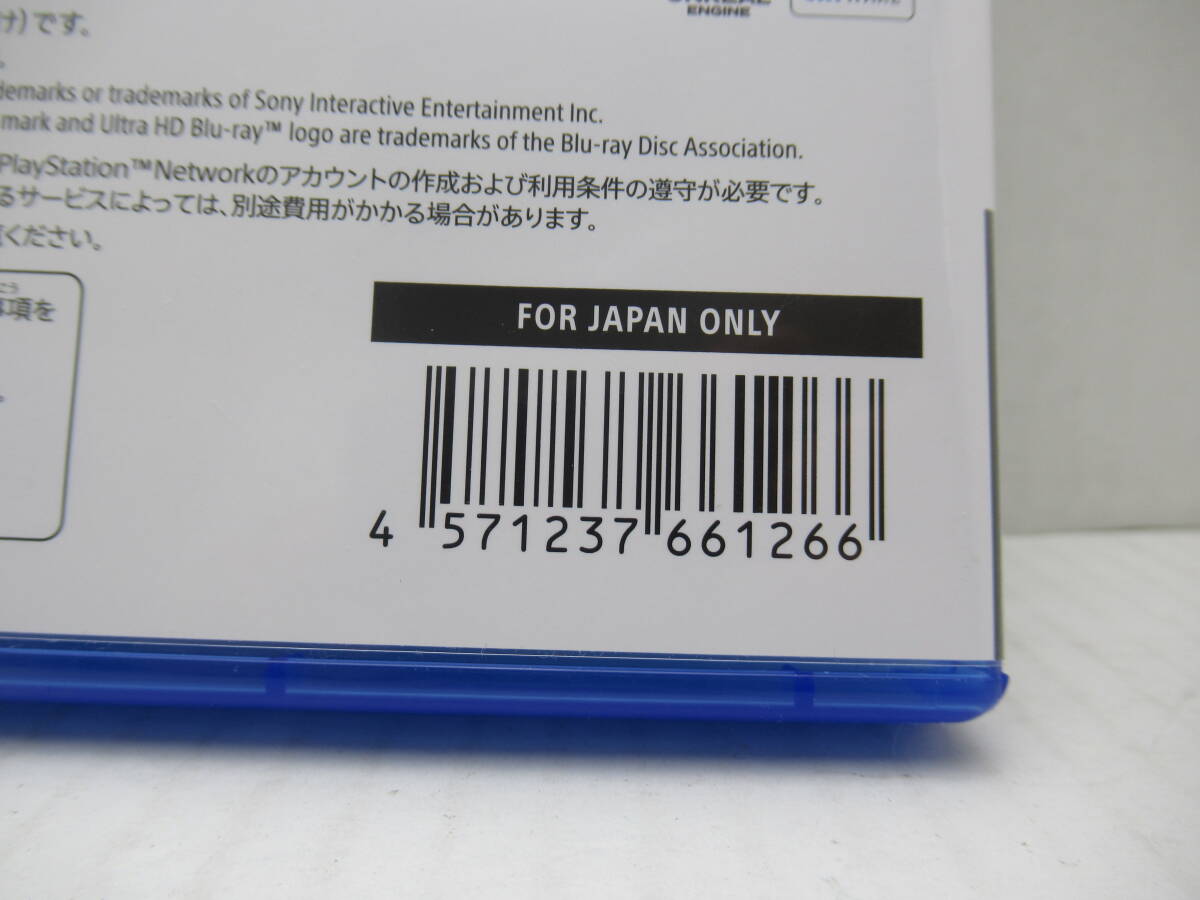 ENGINE
け)です。
demarks or trademarks of Sony Interactive Entertainment Inc.
mark and Ultra HD Blu-ray™ logo are trademarks of the Blu-ray Disc Association.
PlayStation™Networkのアカウントの作成および利用条件の遵守が必要です。
るサービスによっては、別途費用がかかる場合があります。
ください。
こう
事項を
FOR JAPAN ONLY
4 571237 661266